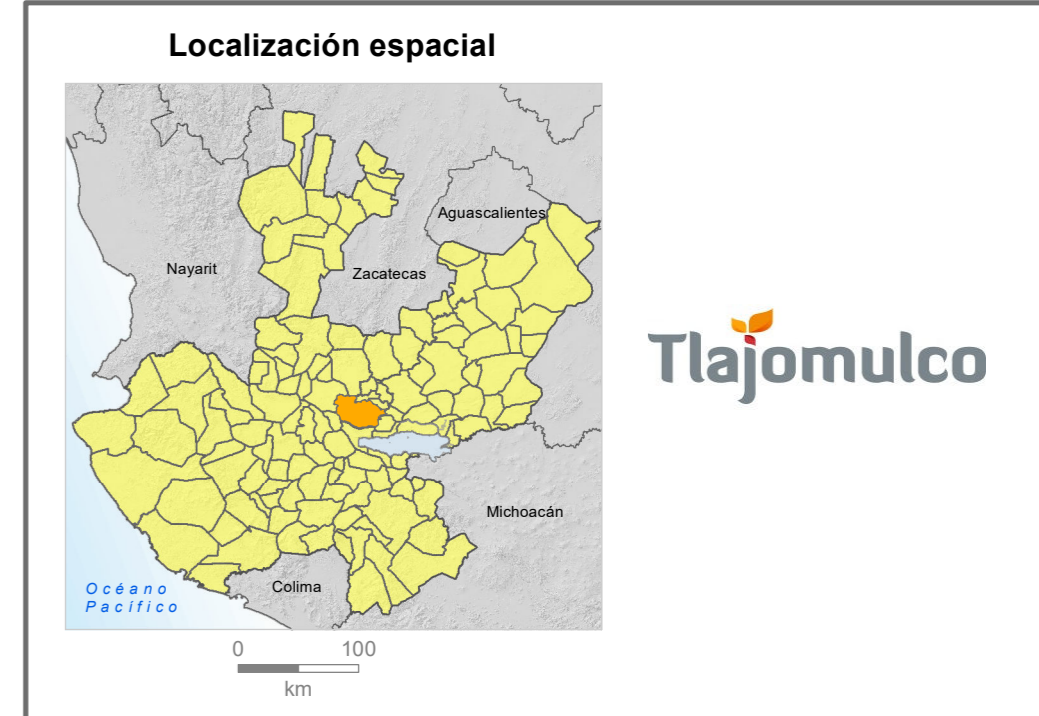 Localización espacial
Aguascalientes
Nayarit
Zacatecas
Tlajomulco
Michoacán
Océano
Pacífico
Colima
0 100
km